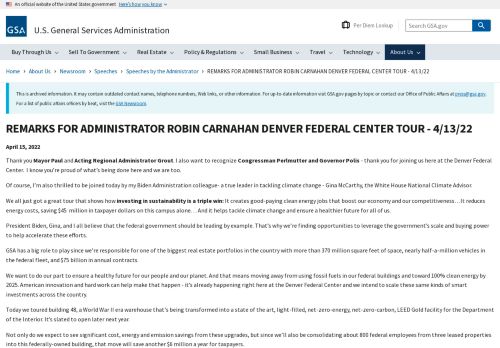 An official website of the United States government Here's how you know
GSA
U.S. General Services Administration
Per Diem Lookup
Search GSA.gov
Buy Through Us Sell To Government Real Estate Policy & Regulations Small Business Travel Technology About Us
Home › About Us › Newsroom › Speeches › Speeches by the Administrator › REMARKS FOR ADMINISTRATOR ROBIN CARNAHAN DENVER FEDERAL CENTER TOUR - 4/13/22
This is archived information. It may contain outdated contact names, telephone numbers, Web links, or other information. For up-to-date information visit GSA.gov pages by topic or contact our Office of Public Affairs at press@gsa.gov.
For a list of public affairs officers by beat, visit the GSA Newsroom.
REMARKS FOR ADMINISTRATOR ROBIN CARNAHAN DENVER FEDERAL CENTER TOUR - 4/13/22
April 15, 2022
Thank you Mayor Paul and Acting Regional Administrator Grout. I also want to recognize Congressman Perlmutter and Governor Polis - thank you for joining us here at the Denver Federal
Center. I know you're proud of what's being done here and we are too.
Of course, I'm also thrilled to be joined today by my Biden Administration colleague- a true leader in tackling climate change - Gina McCarthy, the White House National Climate Advisor.
We all just got a great tour that shows how investing in sustainability is a triple win: It creates good-paying clean energy jobs that boost our economy and our competitiveness…It reduces
energy costs, saving $45 million in taxpayer dollars on this campus alone… And it helps tackle climate change and ensure a healthier future for all of us.
President Biden, Gina, and I all believe that the federal government should be leading by example. That's why we're finding opportunities to leverage the government's scale and buying power
to help accelerate these efforts.
GSA has a big role to play since we're responsible for one of the biggest real estate portfolios in the country with more than 370 million square feet of space, nearly half-a-million vehicles in
the federal fleet, and $75 billion in annual contracts.
We want to do our part to ensure a healthy future for our people and our planet. And that means moving away from using fossil fuels in our federal buildings and toward 100% clean energy by
2025. American innovation and hard work can help make that happen - it's already happening right here at the Denver Federal Center and we intend to scale these same kinds of smart
investments across the country.
Today we toured building 48, a World War II era warehouse that's being transformed into a state of the art, light-filled, net-zero-energy, net-zero-carbon, LEED Gold facility for the Department of
the Interior. It's slated to open later next year.
Not only do we expect to see significant cost, energy and emission savings from these upgrades, but since we'll also be consolidating about 800 federal employees from three leased properties
into this federally-owned building, that move will save another $6 million a year for taxpayers.